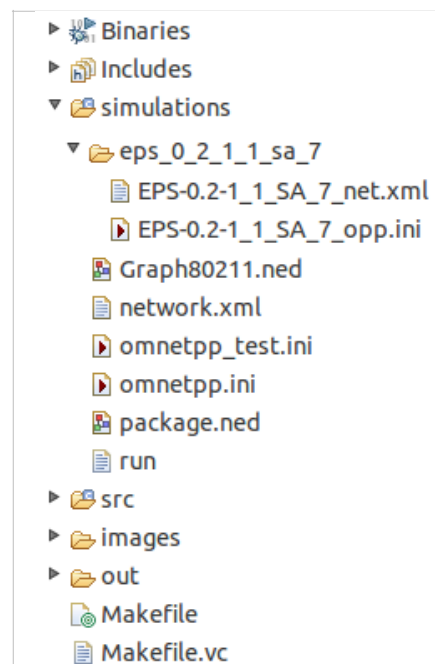 Binaries
Includes
simulations
eps_0_2_1_1_sa_7
EPS-0.2-1_1_SA_7_net.xml
EPS-0.2-1_1_SA_7_opp.ini
Graph80211.ned
network.xml
omnetpp_test.ini
omnetpp.ini
package.ned
run
src
images
out
Makefile
Makefile.vc